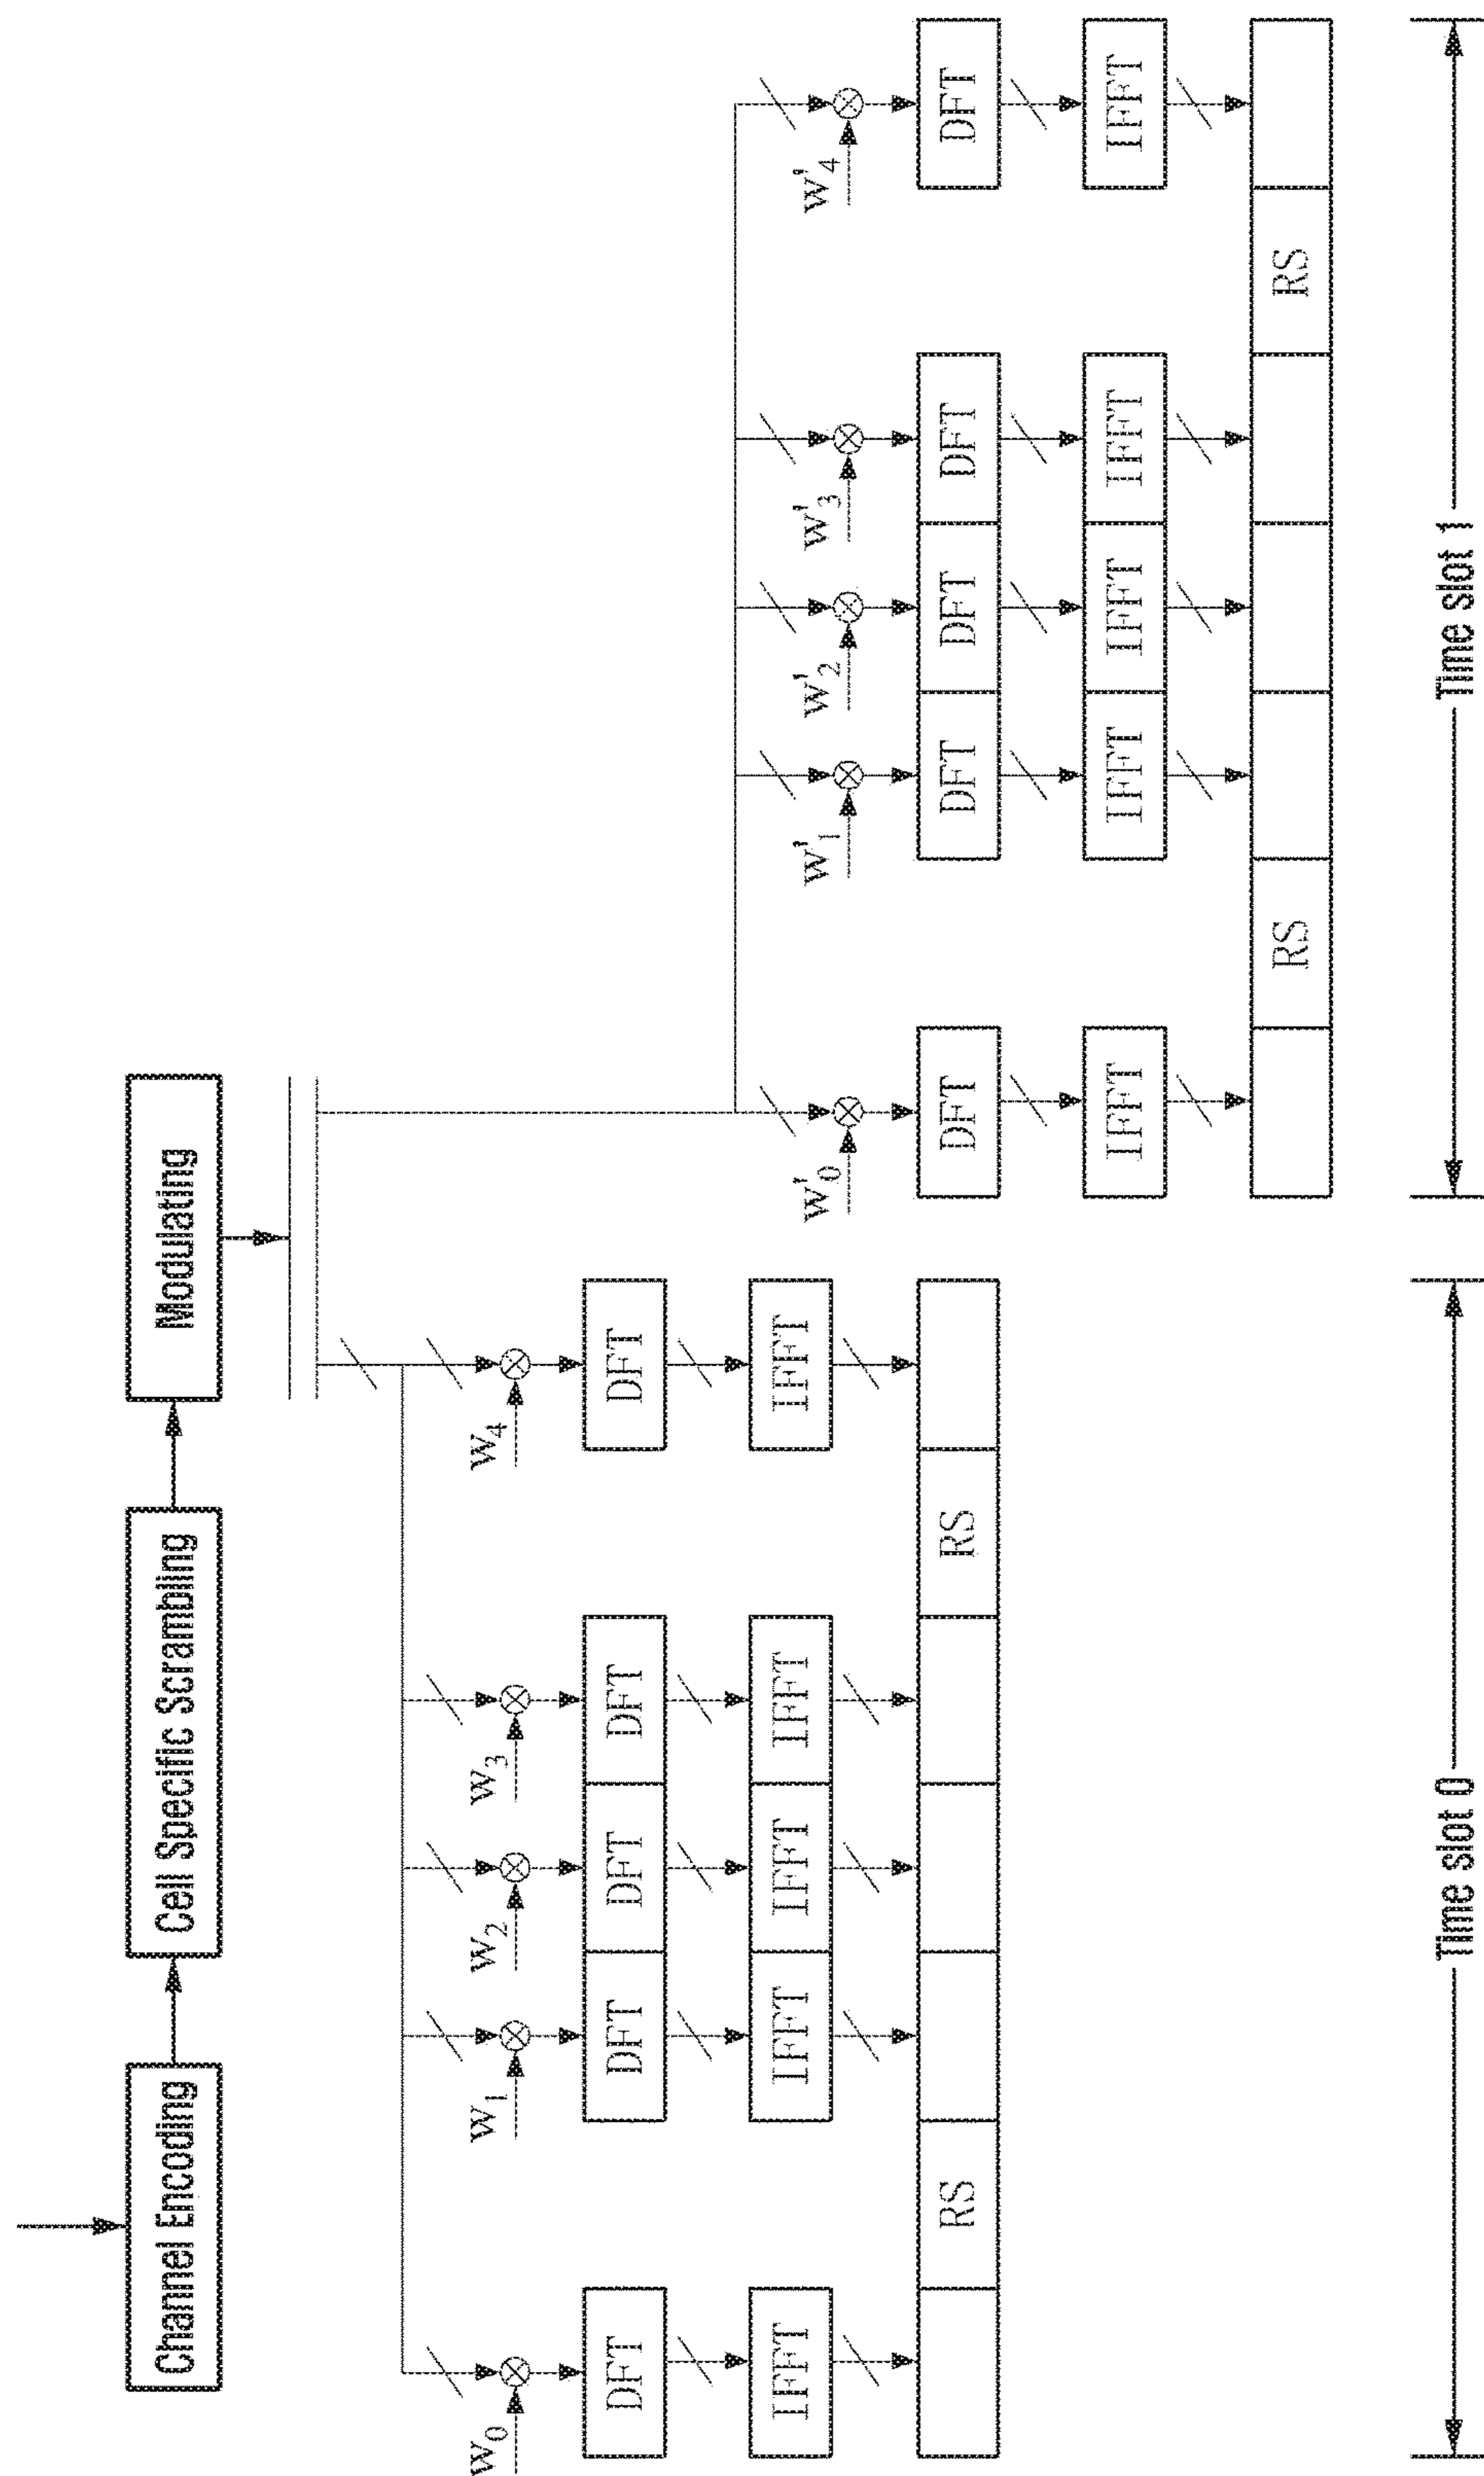 Channel Encoding
Cell Specific Scrambling
Modulating
w₀
w₁
w₂
w₃
w₄
DFT
DFT
DFT
DFT
DFT
IFFT
IFFT
IFFT
IFFT
IFFT
RS
RS
w'₀
w'₁
w'₂
w'₃
w'₄
DFT
DFT
DFT
DFT
DFT
IFFT
IFFT
IFFT
IFFT
IFFT
RS
RS
Time slot 0
Time slot 1